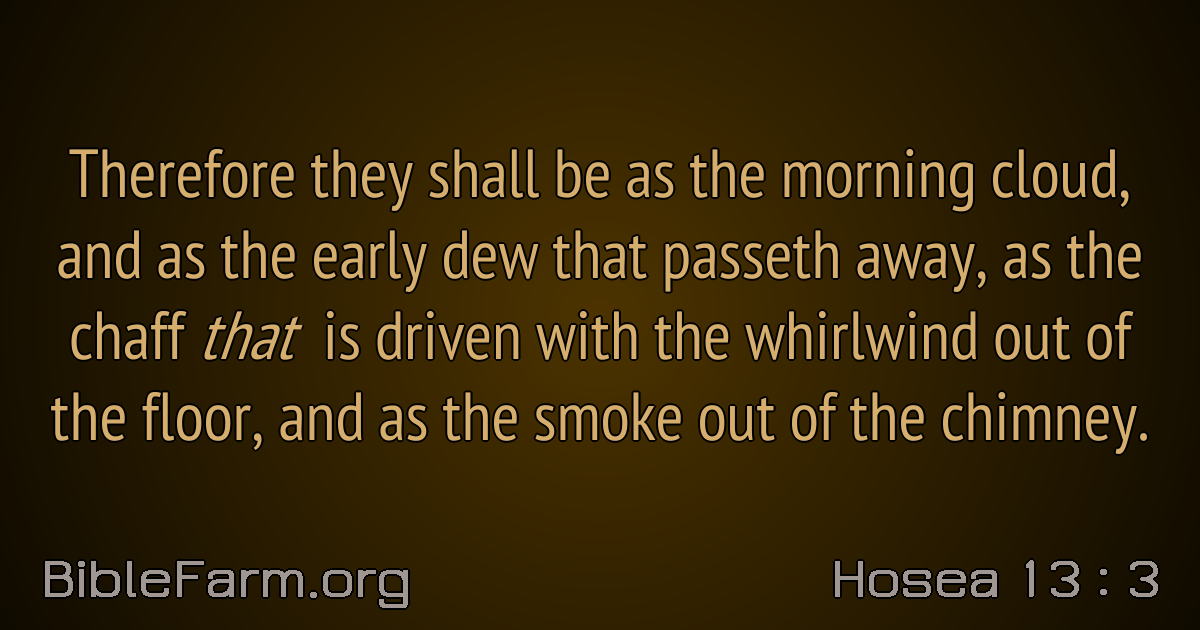 Therefore they shall be as the morning cloud,
and as the early dew that passeth away, as the
chaff that is driven with the whirlwind out of
the floor, and as the smoke out of the chimney.
BibleFarm.org
Hosea 13 : 3